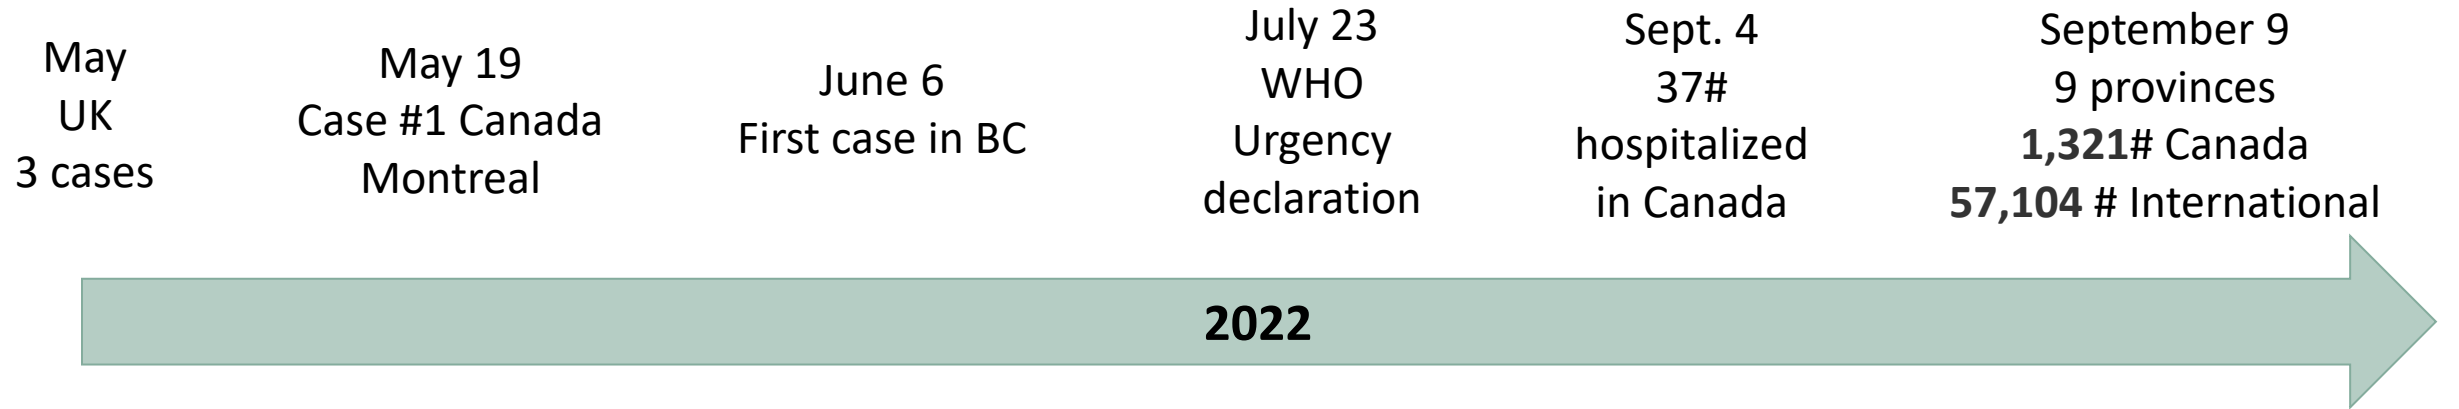 May
UK
3 cases
May 19
Case #1 Canada
Montreal
June 6
First case in BC
July 23
WHO
Urgency
declaration
Sept. 4
37#
hospitalized
in Canada
September 9
9 provinces
1,321# Canada
57,104 # International
2022